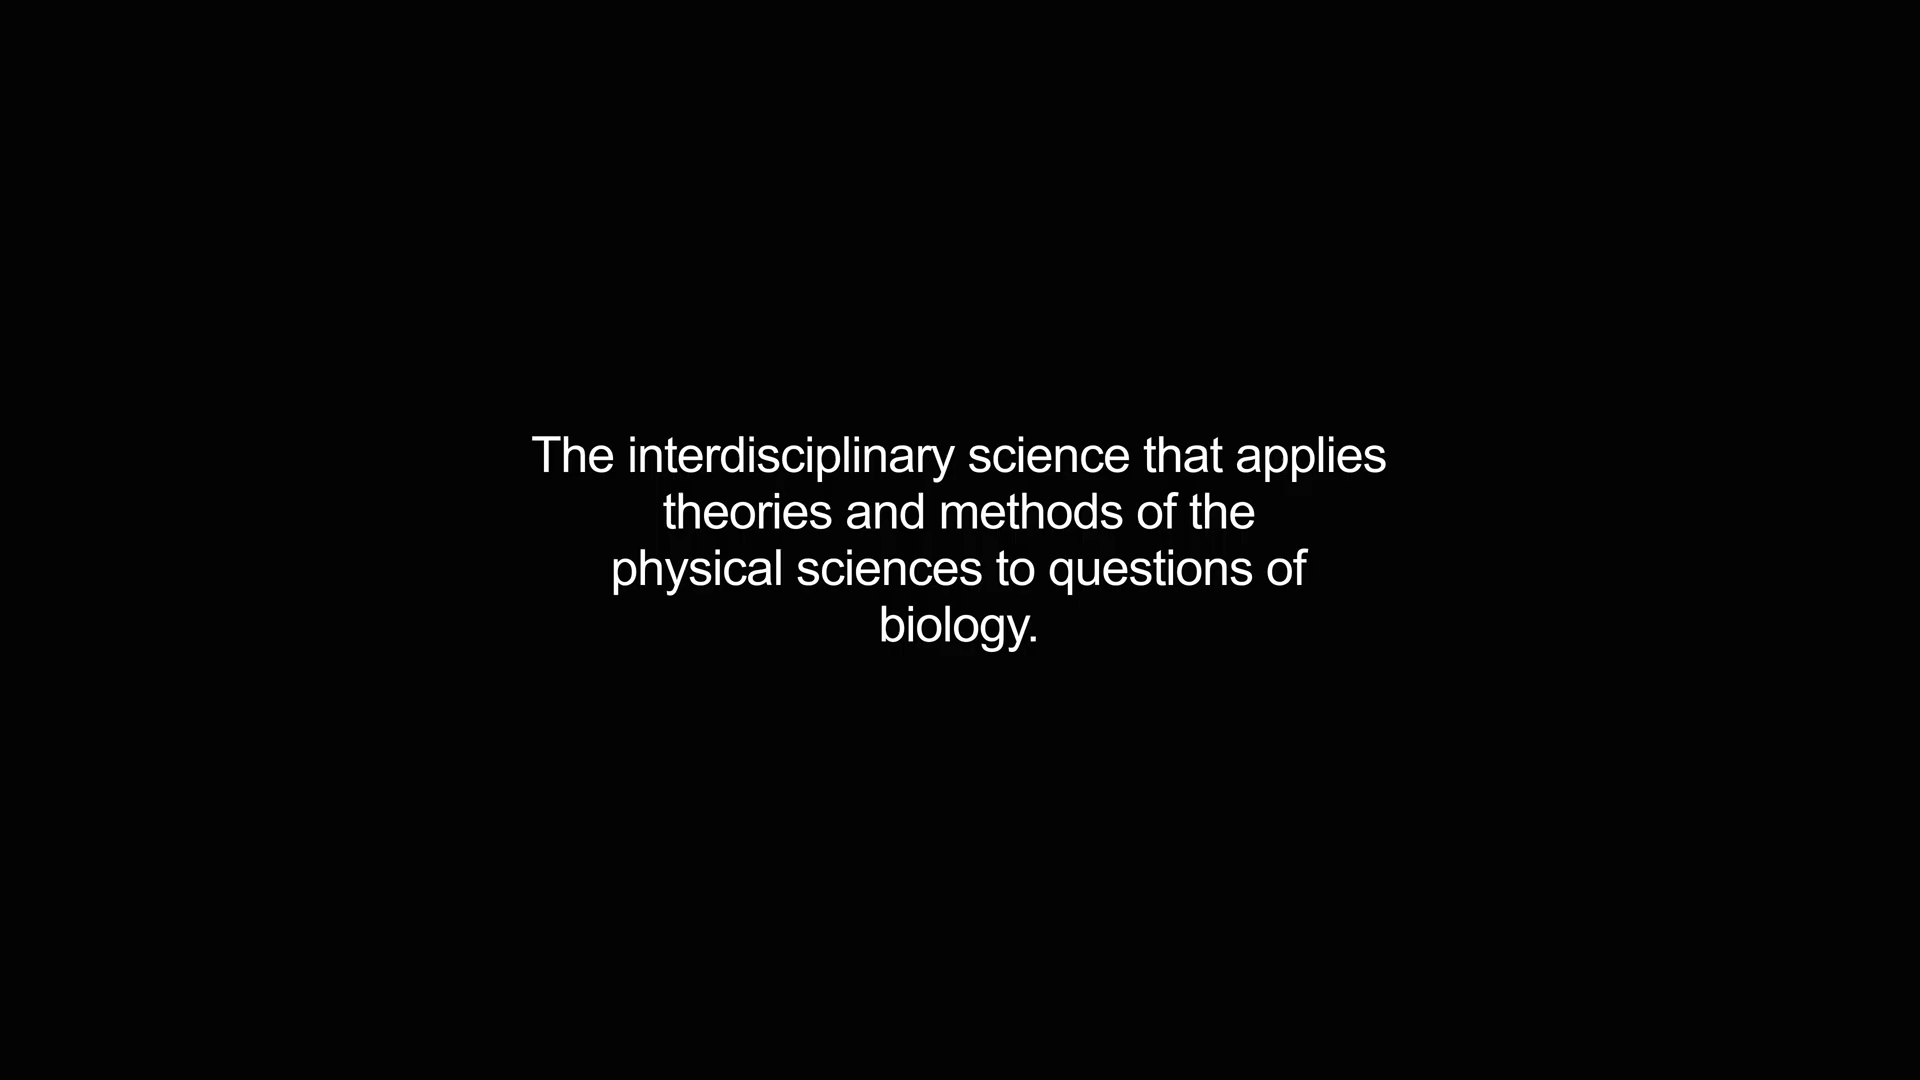 The interdisciplinary science that applies
theories and methods of the
physical sciences to questions of
biology.